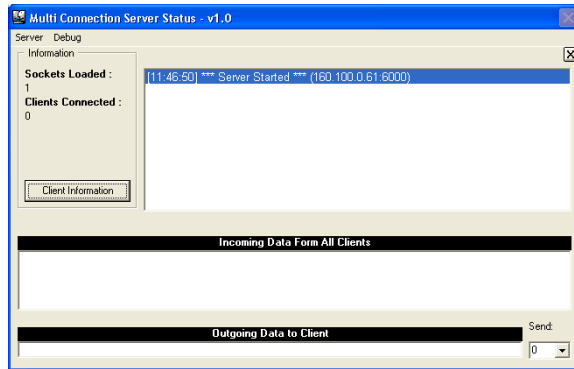 Multi Connection Server Status - v1.0
Server Debug
Information
Sockets Loaded :
1
Clients Connected :
0
Client Information
[11:46:50] *** Server Started *** (160.100.0.61:6000)
Incoming Data Form All Clients
Outgoing Data to Client
Send:
0